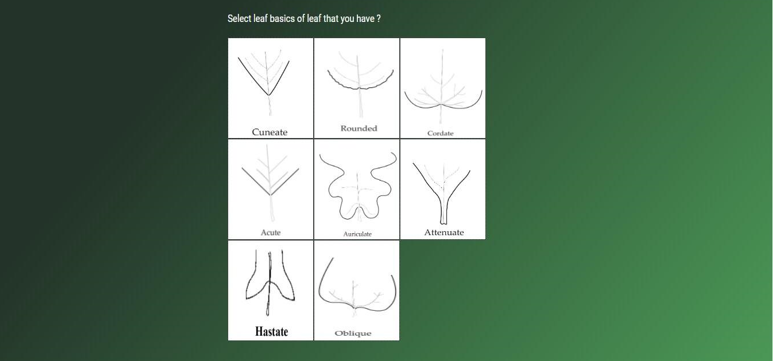 Select leaf basics of leaf that you have ?
Cuneate
Rounded
Cordate
Acute
Auriculate
Attenuate
Hastate
Oblique